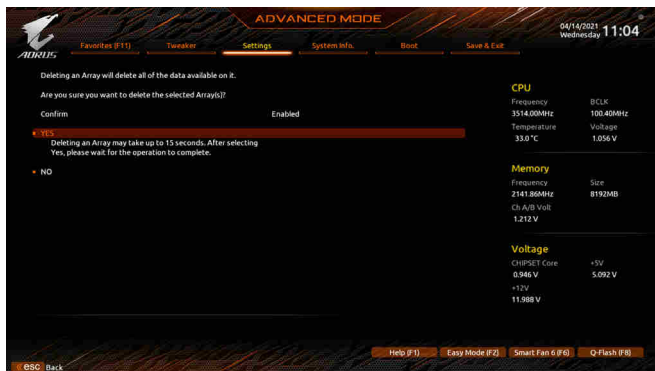 ADVANCED MODE
04/14/2021
Wednesday
11:04
AORUS
Favorites (F11) Tweaker Settings System Info. Boot Save & Exit
Deleting an Array will delete all of the data available on it.
Are you sure you want to delete the selected Array(s)?
Confirm Enabled
YES
Deleting an Array may take up to 15 seconds. After selecting
Yes, please wait for the operation to complete.
NO
CPU
Frequency BCLK
3514.00MHz 100.40MHz
Temperature Voltage
33.0 °C 1.056 V
Memory
Frequency Size
2141.86MHz 8192MB
Ch A/B Volt
1.212 V
Voltage
CHIPSET Core +5V
0.946 V 5.092 V
+12V
11.988 V
Help (F1) Easy Mode (F2) Smart Fan 6 (F6) Q-Flash (F8)
esc Back